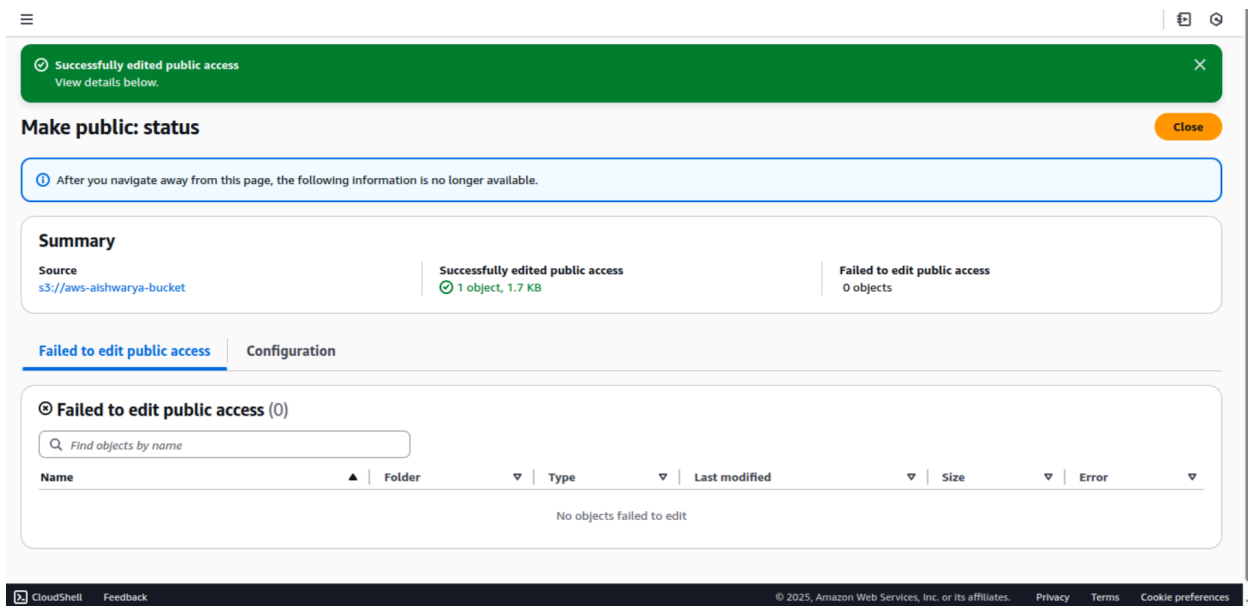 Successfully edited public access
View details below.
Make public: status
Close
After you navigate away from this page, the following information is no longer available.
Summary
Source
s3://aws-aishwarya-bucket
Successfully edited public access
1 object, 1.7 KB
Failed to edit public access
0 objects
Failed to edit public access
Configuration
Failed to edit public access (0)
Find objects by name
Name Folder Type Last modified Size Error
No objects failed to edit
CloudShell Feedback © 2025, Amazon Web Services, Inc. or its affiliates. Privacy Terms Cookie preferences